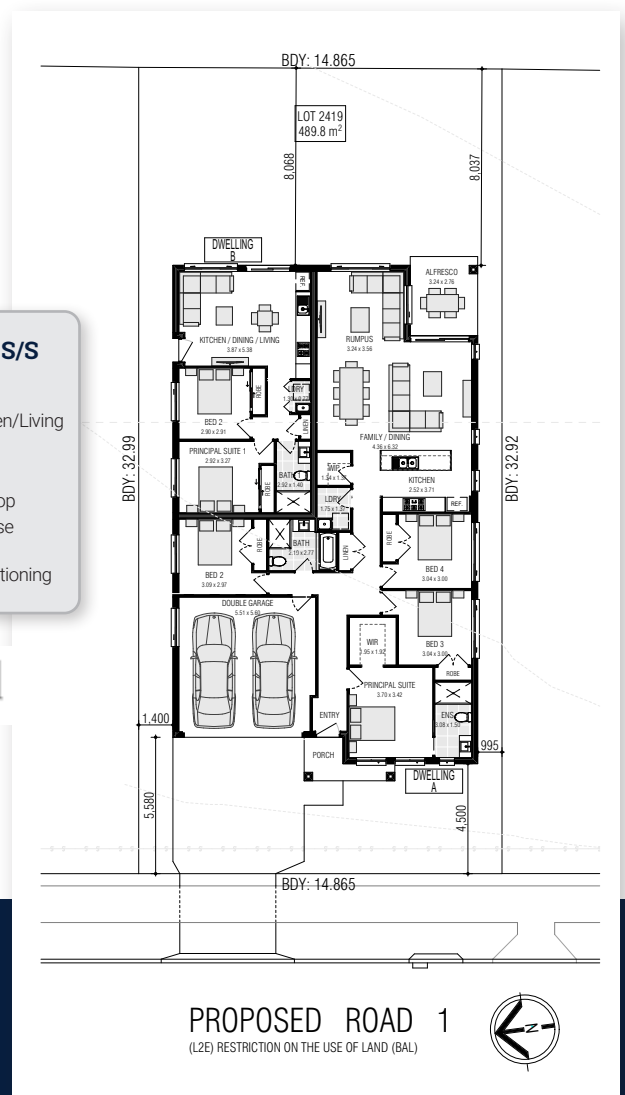 BDY: 14.865
LOT 2419
489.8 m²
8,068
8,037
DWELLING
B
ALFRESCO
3.24 x 2.76
REF.
KITCHEN / DINING / LIVING
3.87 x 5.38
RUMPUS
3.24 x 3.56
S/S
en/Living
op
se
tioning
BED 2
2.90 x 2.91
ROBE
LDRY
LINEN
FAMILY / DINING
4.36 x 6.32
BDY: 32.99
BDY: 32.92
PRINCIPAL SUITE 1
2.92 x 3.27
ROBE
BATH
2.92 x 1.40
WIP
KITCHEN
2.52 x 3.71
REF.
LDRY
BED 2
3.09 x 2.97
ROBE
BATH
2.15 x 2.77
LINEN
ROBE
BED 4
3.04 x 3.00
DOUBLE GARAGE
5.51 x 5.60
BED 3
3.04 x 3.00
ROBE
WIR
1.95 x 1.92
PRINCIPAL SUITE
3.70 x 3.42
ENS
3.08 x 1.50
ENTRY
1,400
995
PORCH
DWELLING
A
5,580
4,500
BDY: 14.865
PROPOSED ROAD 1
(L2E) RESTRICTION ON THE USE OF LAND (BAL)
N